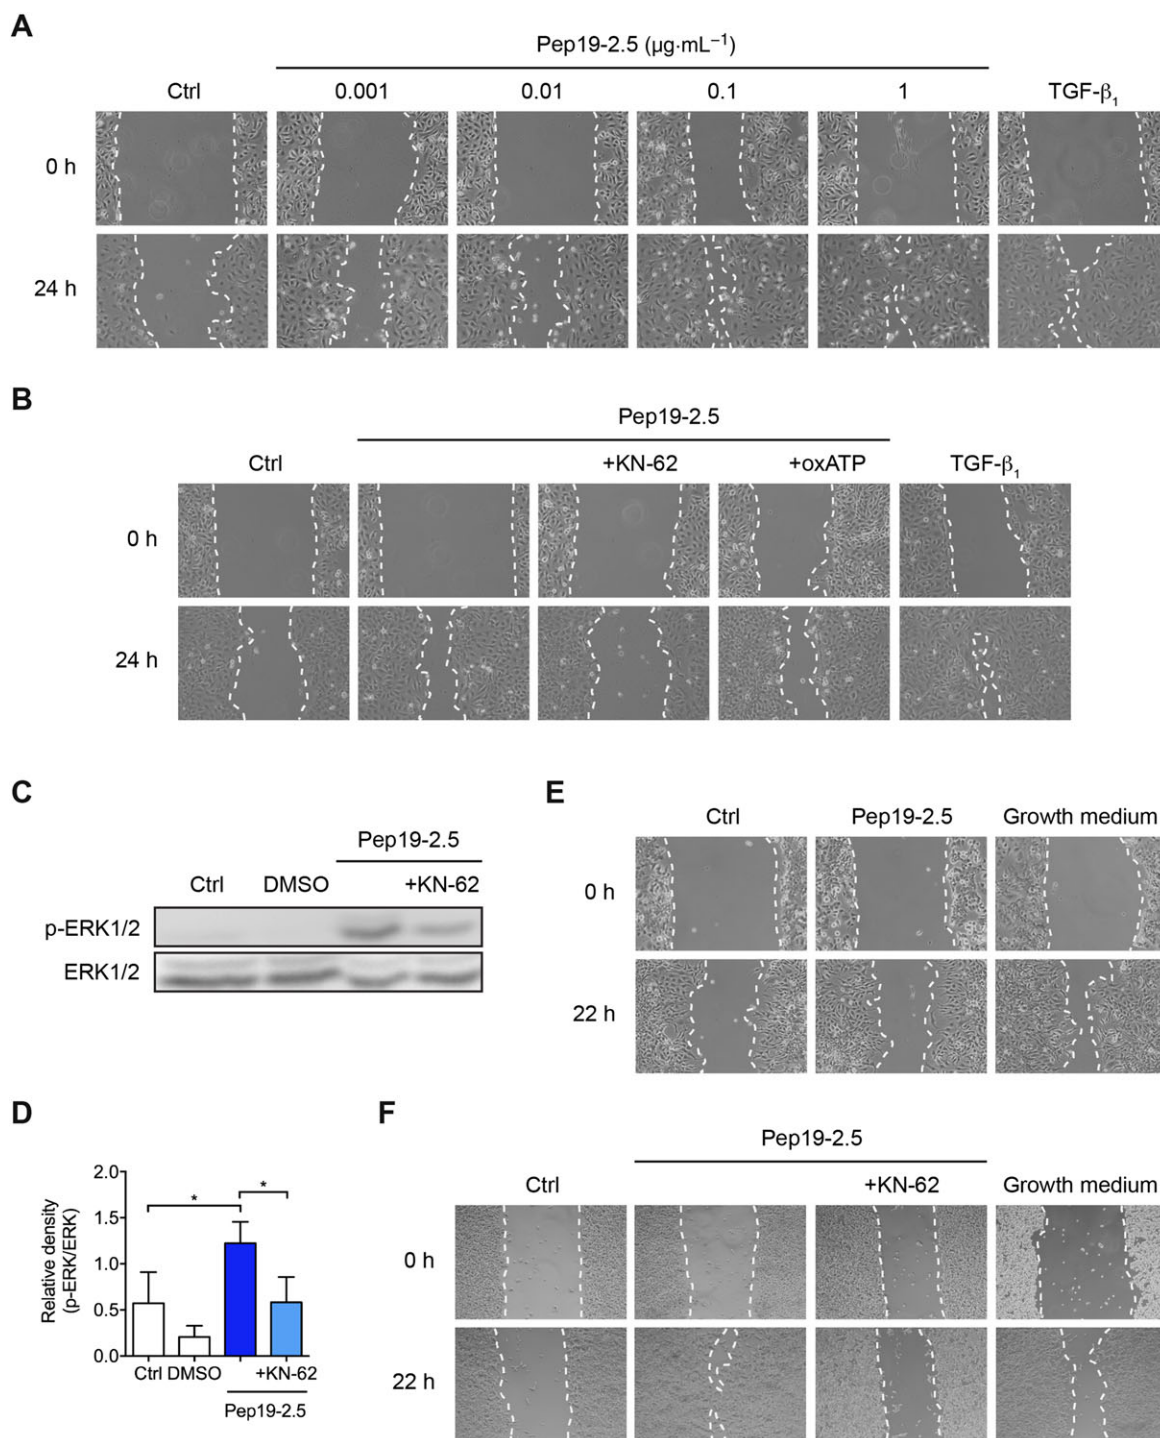 A
Pep19-2.5 (µg·mL⁻¹)
Ctrl 0.001 0.01 0.1 1 TGF-β₁
0 h
24 h
B
Pep19-2.5
Ctrl +KN-62 +oxATP TGF-β₁
0 h
24 h
C
Pep19-2.5
Ctrl DMSO +KN-62
p-ERK1/2
ERK1/2
E
Ctrl Pep19-2.5 Growth medium
0 h
22 h
D
Relative density
(p-ERK/ERK)
2.0
1.5
1.0
0.5
0.0
* *
Ctrl DMSO +KN-62
Pep19-2.5
F
Pep19-2.5
Ctrl +KN-62 Growth medium
0 h
22 h